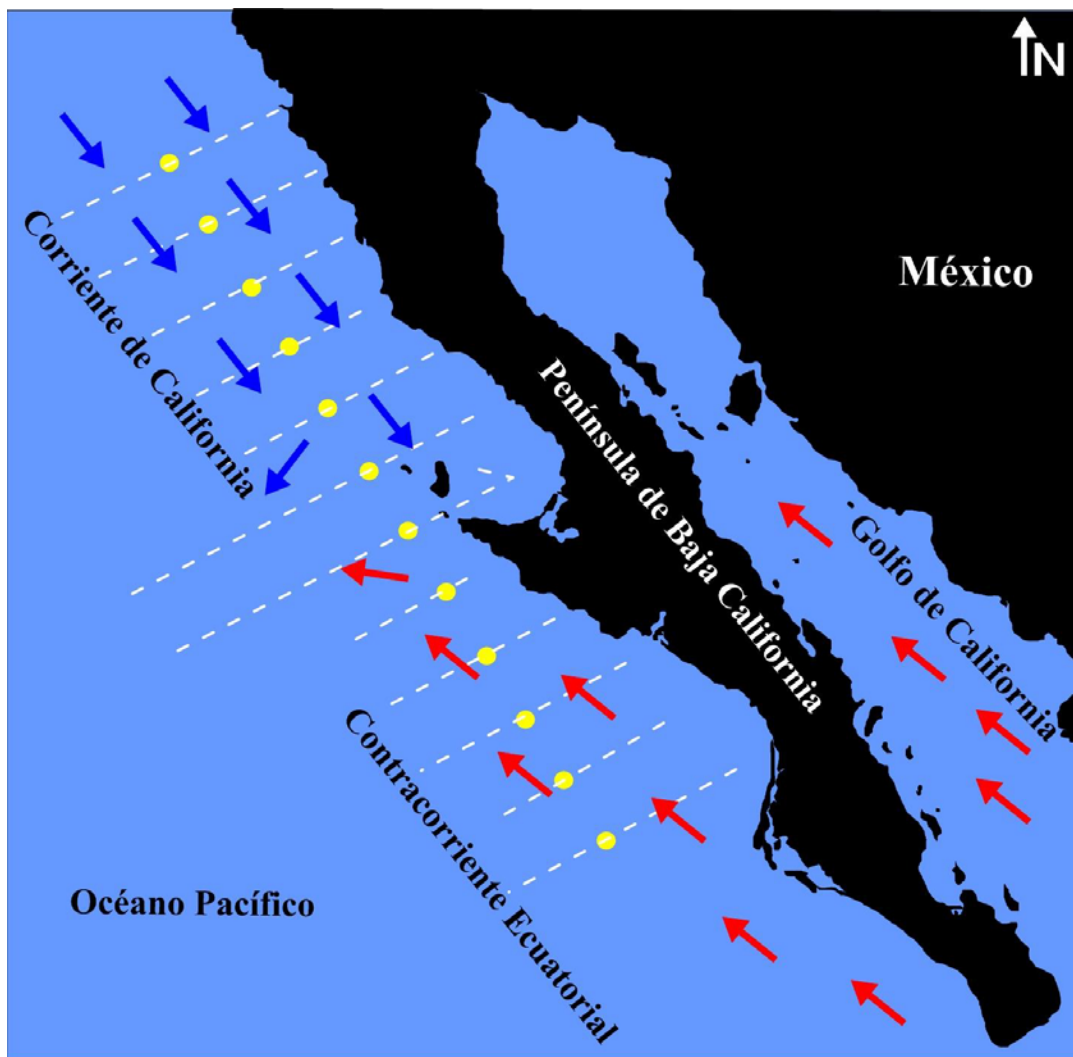 N
México
Corriente de California
Península de Baja California
Golfo de California
Contracorriente Ecuatorial
Océano Pacífico